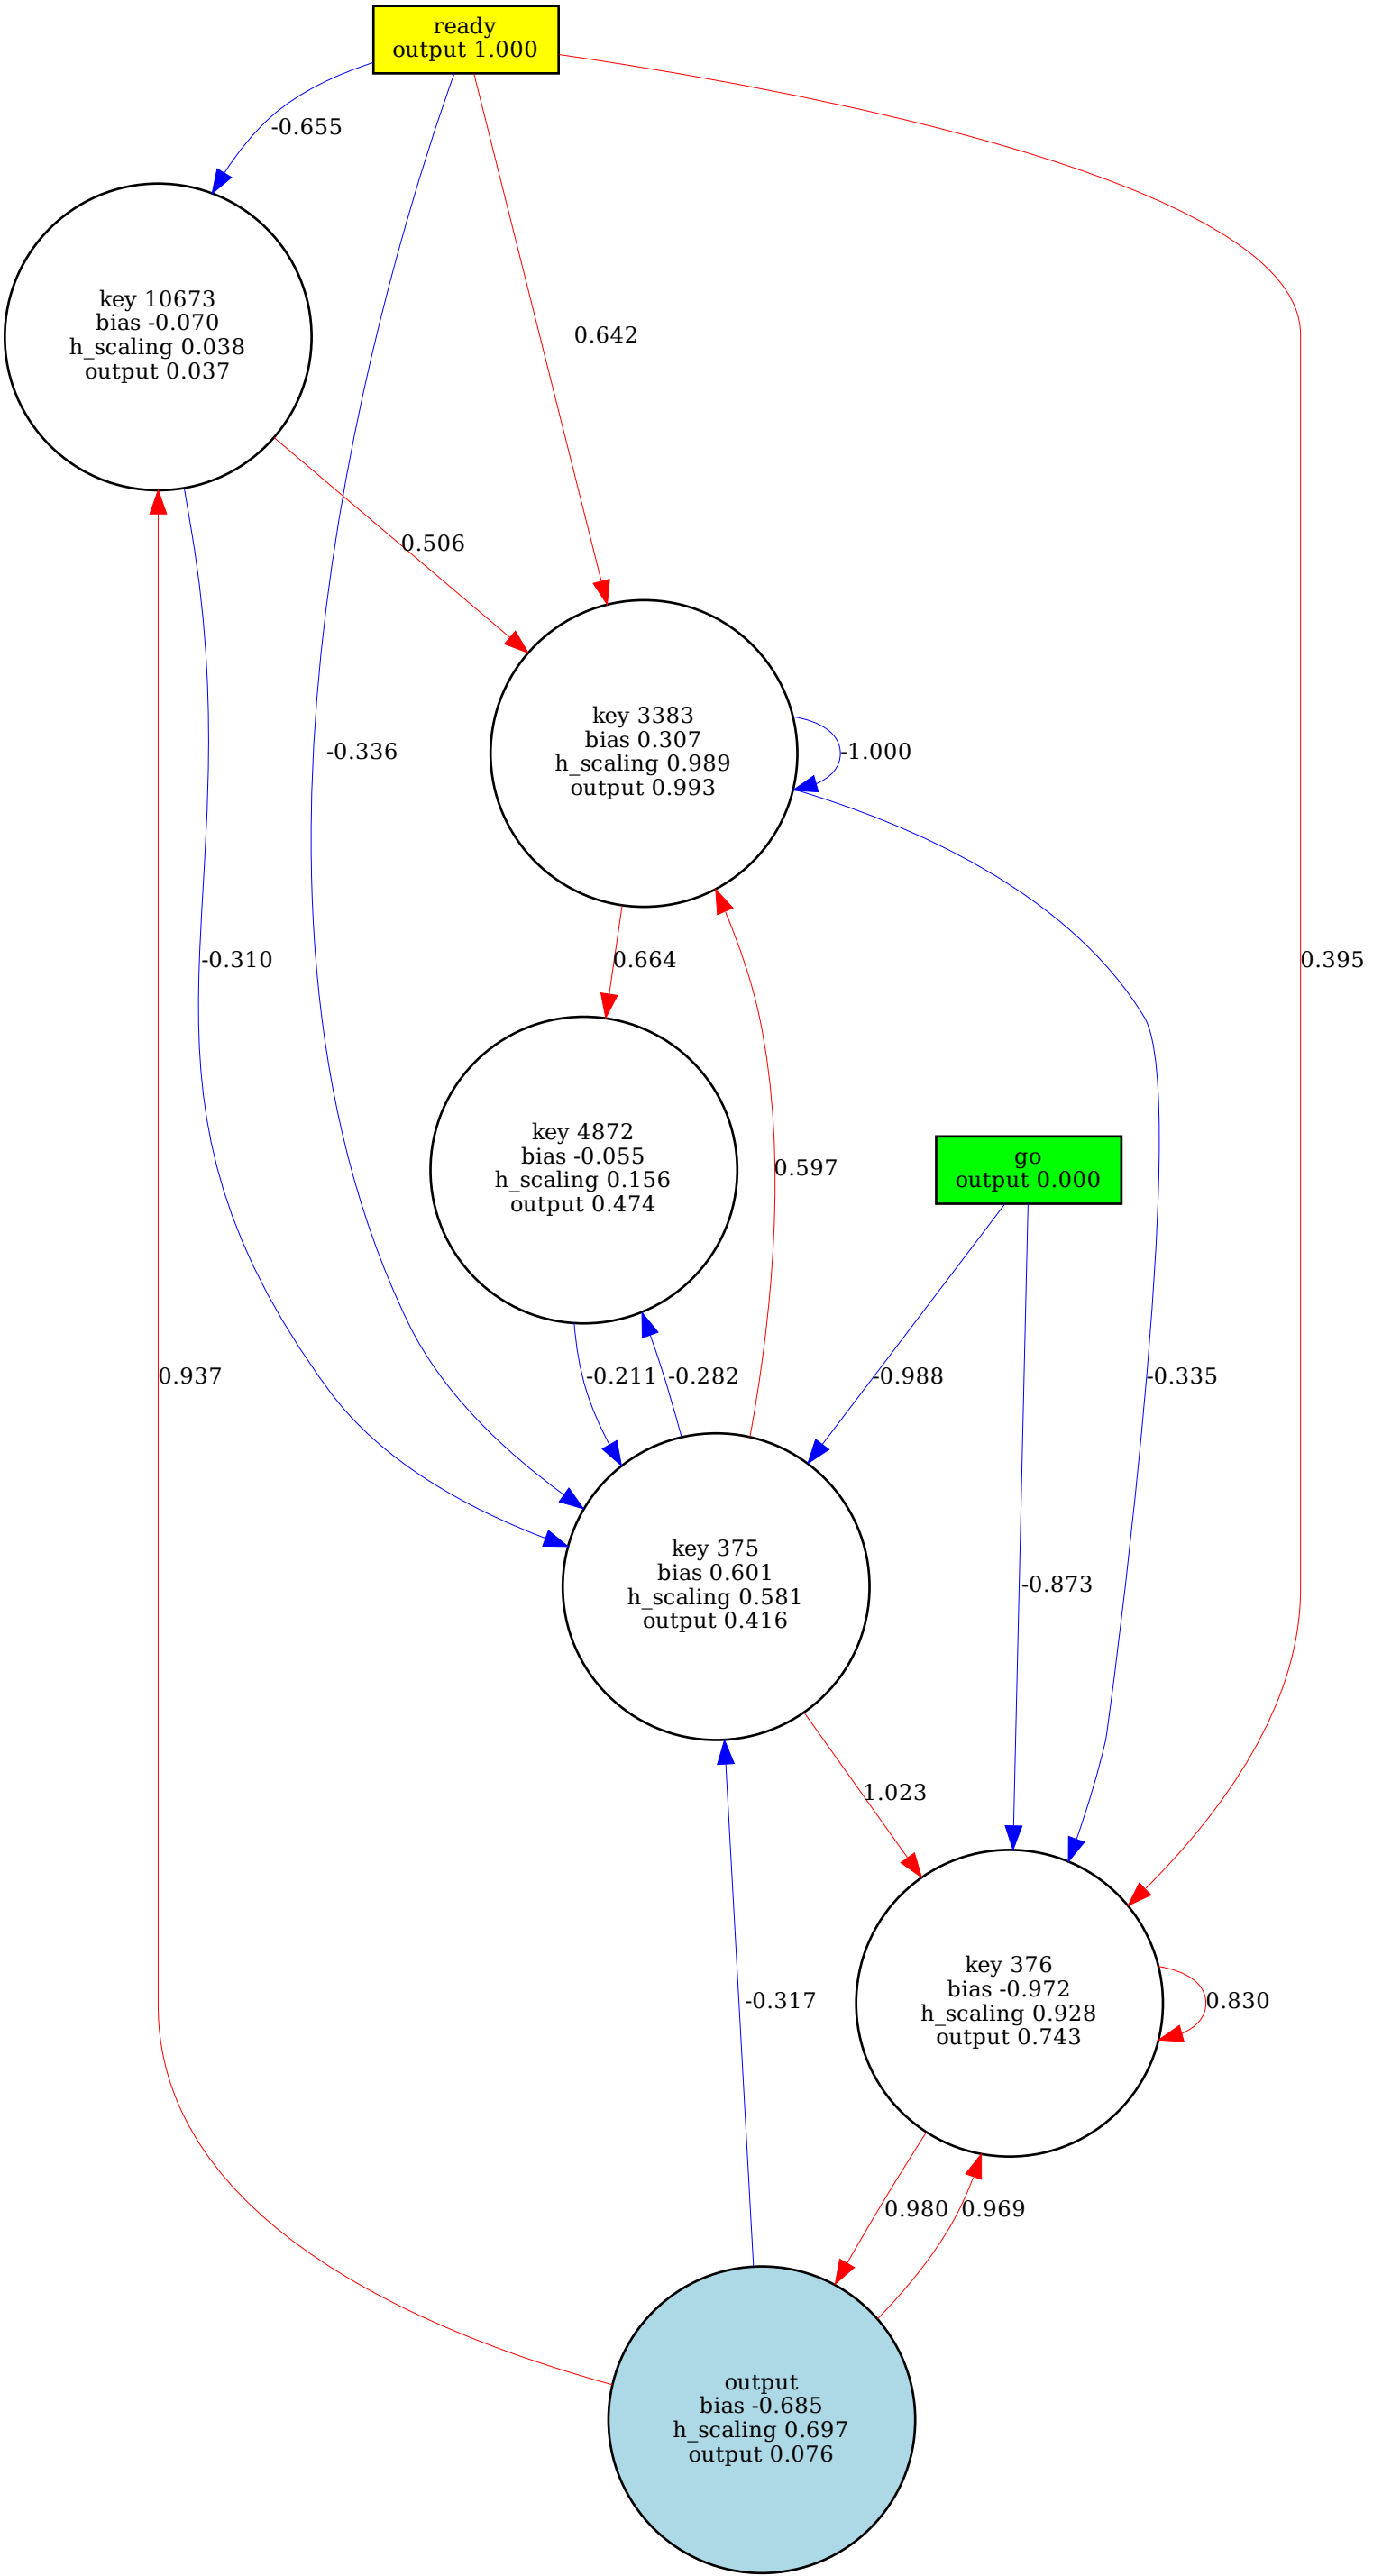 ready
output 1.000
-0.655
key 10673
bias -0.070
h_scaling 0.038
output 0.037
0.642
0.506
key 3383
bias 0.307
h_scaling 0.989
output 0.993
-0.336
-1.000
-0.310
0.664
0.395
key 4872
bias -0.055
h_scaling 0.156
output 0.474
0.597
go
output 0.000
0.937
-0.211
-0.282
-0.988
-0.335
key 375
bias 0.601
h_scaling 0.581
output 0.416
-0.873
1.023
key 376
bias -0.972
h_scaling 0.928
output 0.743
-0.317
0.830
0.980
0.969
output
bias -0.685
h_scaling 0.697
output 0.076